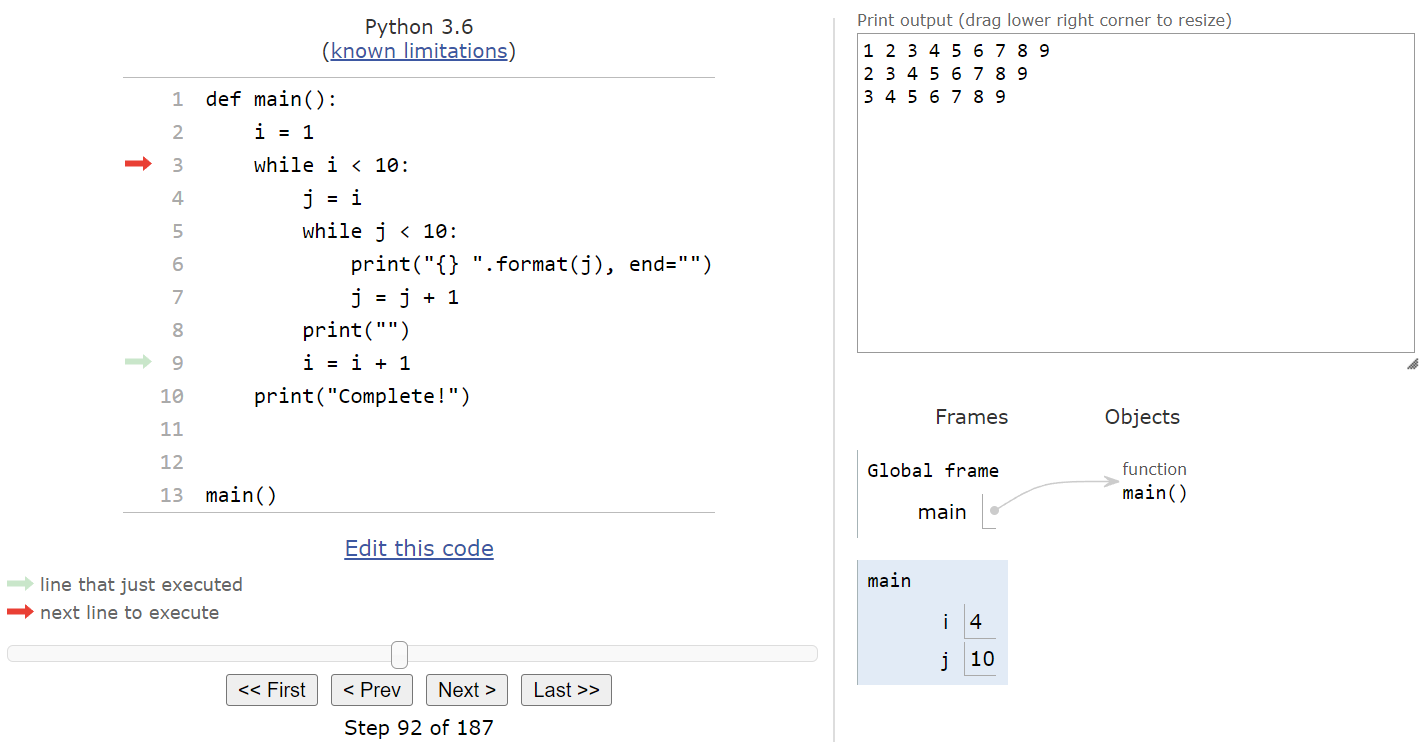 Python 3.6
(known limitations)
1 def main():
2     i = 1
3     while i < 10:
4         j = i
5         while j < 10:
6             print("{} ".format(j), end="")
7             j = j + 1
8         print("")
9         i = i + 1
10     print("Complete!")
11
12
13 main()
Edit this code
line that just executed
next line to execute
<< First < Prev Next > Last >>
Step 92 of 187
Print output (drag lower right corner to resize)
1 2 3 4 5 6 7 8 9
2 3 4 5 6 7 8 9
3 4 5 6 7 8 9
Frames Objects
Global frame
main
function
main()
main
i 4
j 10